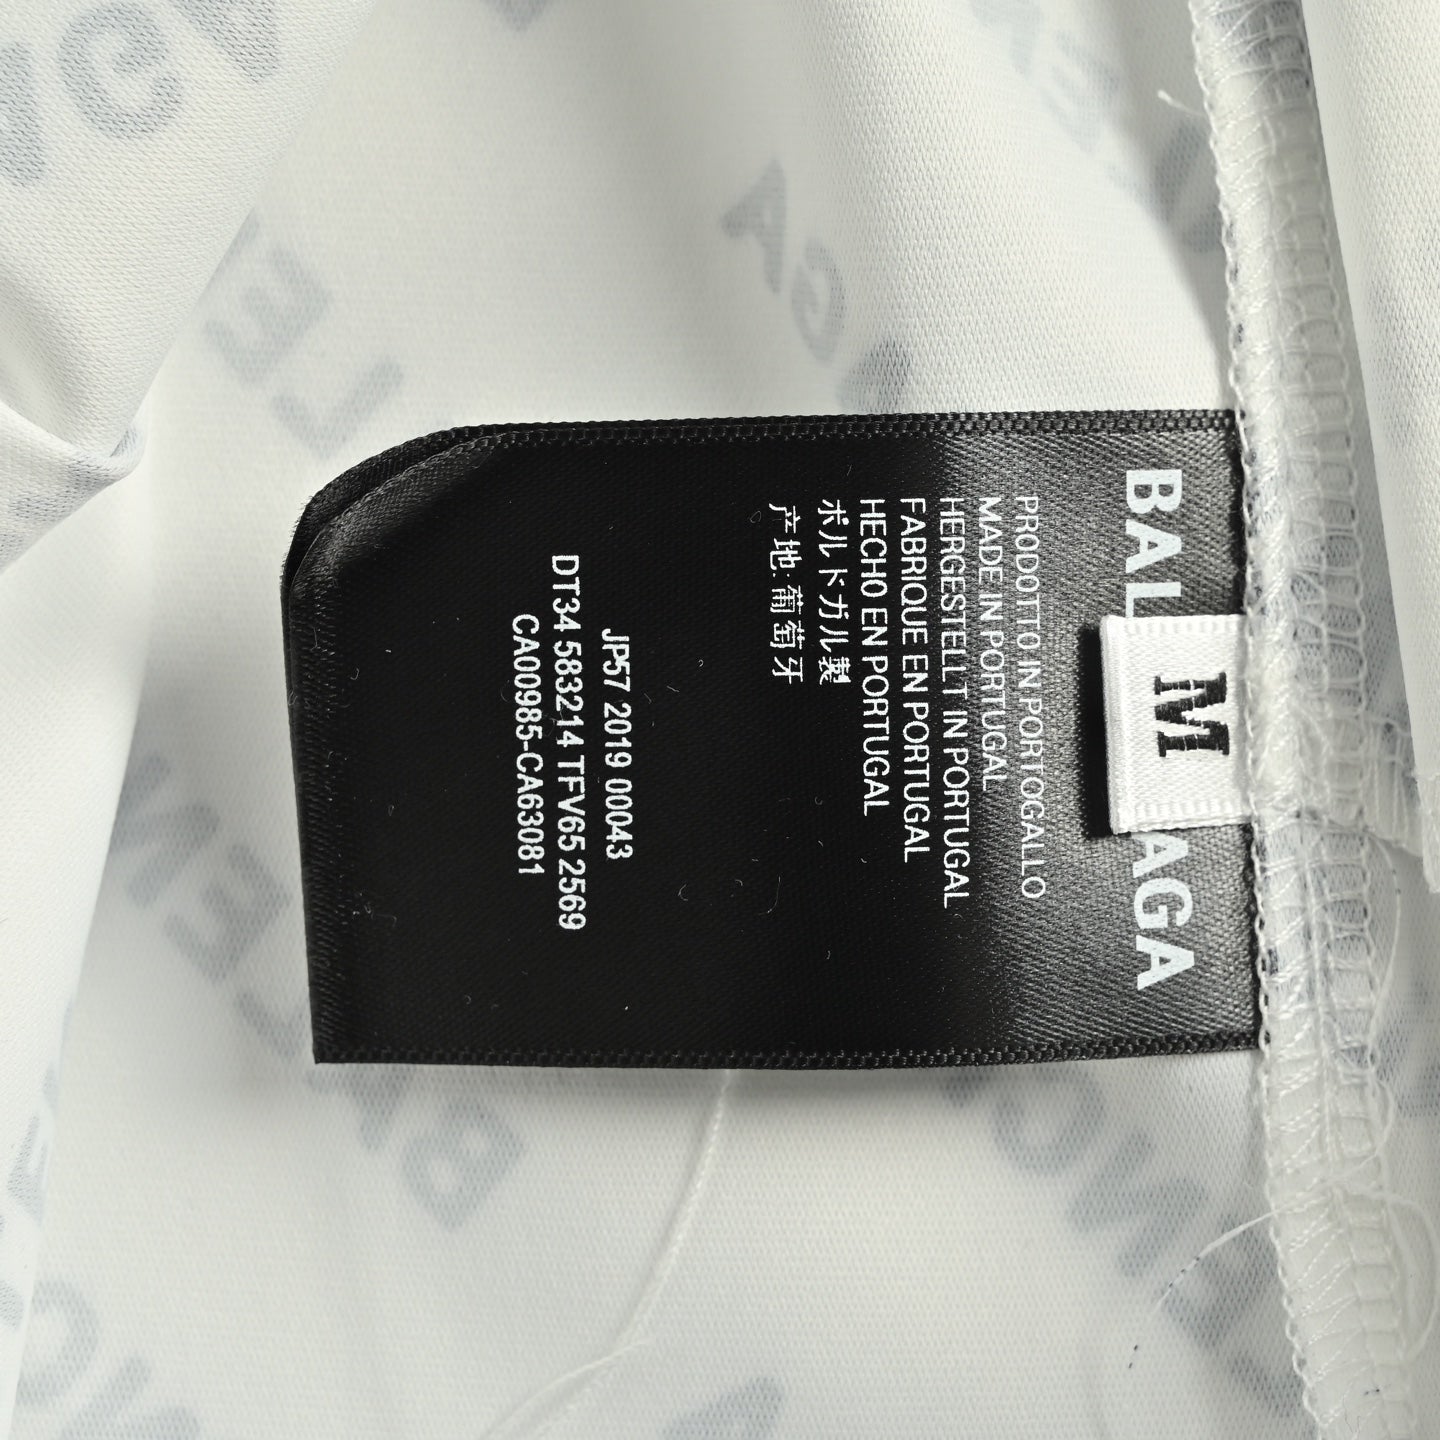 BAL AGA
M
PRODOTTO IN PORTOGALLO
MADE IN PORTUGAL
HERGESTELLT IN PORTUGAL
FABRIQUE EN PORTUGAL
HECHO EN PORTUGAL
ポルトガル製
产地:葡萄牙
JP57 2019 00043
DT34 583214 TFV65 2569
CA00985-CA63081